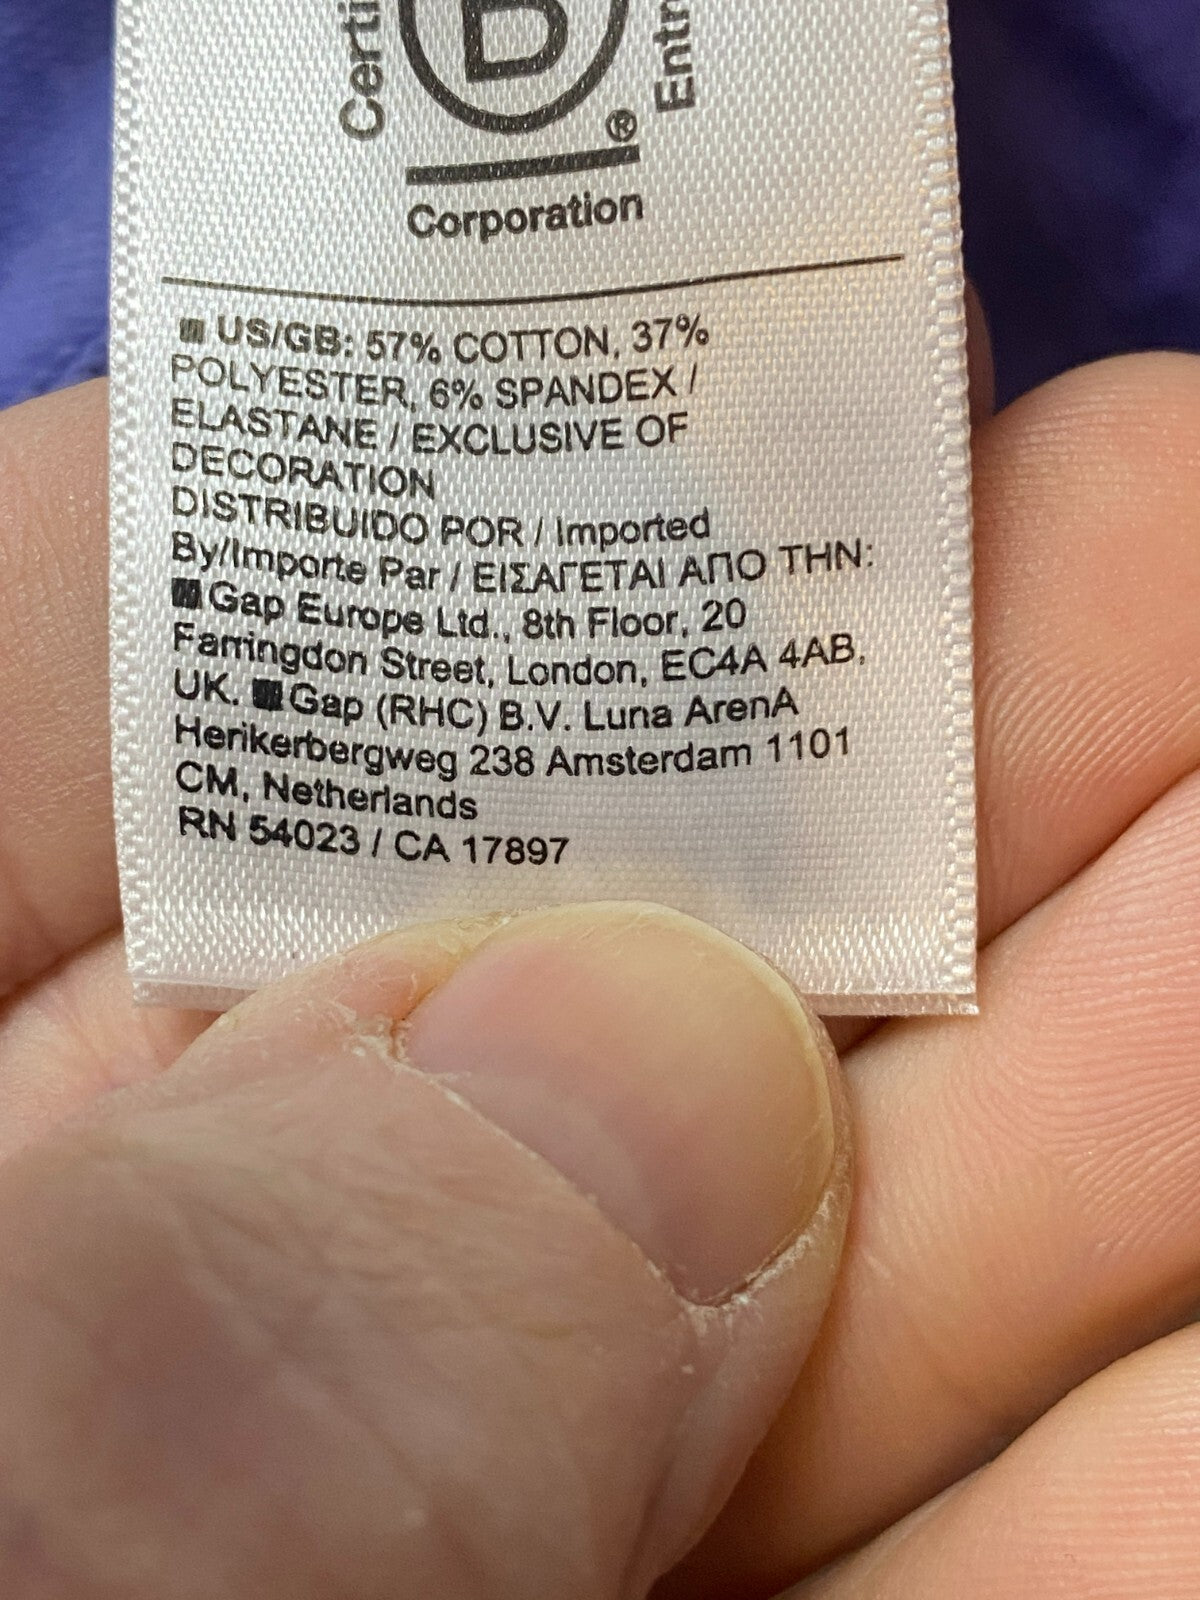 Certi
B
Entr
®
Corporation
US/GB: 57% COTTON, 37%
POLYESTER, 6% SPANDEX /
ELASTANE / EXCLUSIVE OF
DECORATION
DISTRIBUIDO POR / Imported
By/Importe Par / ΕΙΣΑΓΕΤΑΙ ΑΠΟ ΤΗΝ:
Gap Europe Ltd., 8th Floor, 20
Farringdon Street, London, EC4A 4AB,
UK. Gap (RHC) B.V. Luna ArenA
Herikerbergweg 238 Amsterdam 1101
CM, Netherlands
RN 54023 / CA 17897